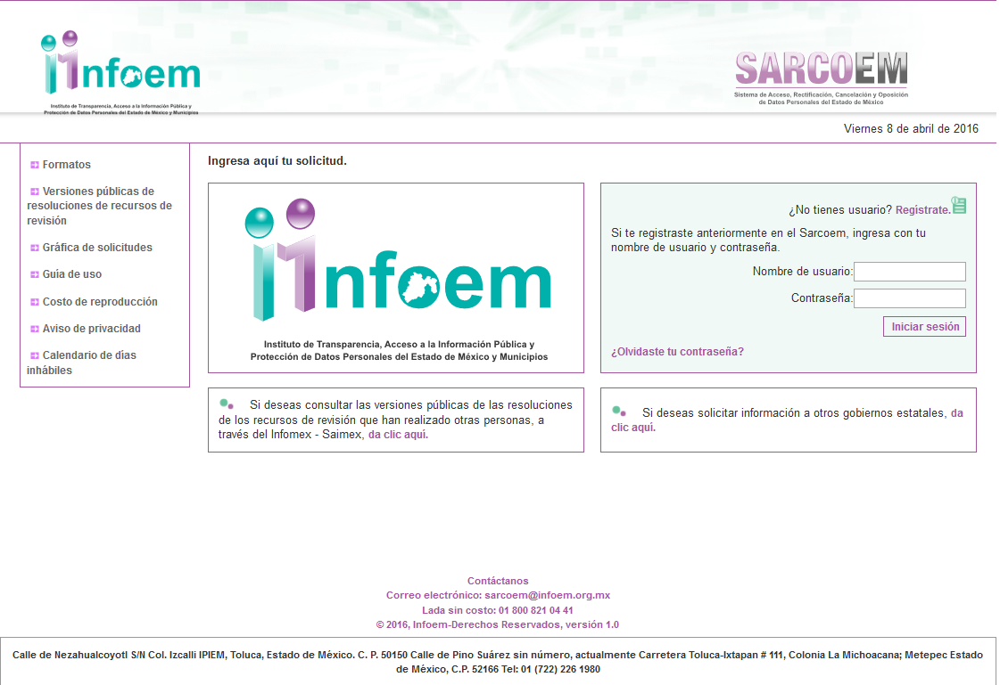 infoem
Instituto de Transparencia, Acceso a la Información Pública y
Protección de Datos Personales del Estado de México y Municipios
SARCOEM
Sistema de Acceso, Rectificación, Cancelación y Oposición
de Datos Personales del Estado de México
Viernes 8 de abril de 2016
Formatos
Versiones públicas de
resoluciones de recursos de
revisión
Gráfica de solicitudes
Guía de uso
Costo de reproducción
Aviso de privacidad
Calendario de días
inhábiles
Ingresa aquí tu solicitud.
infoem
Instituto de Transparencia, Acceso a la Información Pública y
Protección de Datos Personales del Estado de México y Municipios
¿No tienes usuario? Registrate.
Si te registraste anteriormente en el Sarcoem, ingresa con tu
nombre de usuario y contraseña.
Nombre de usuario:
Contraseña:
Iniciar sesión
¿Olvidaste tu contraseña?
Si deseas consultar las versiones públicas de las resoluciones
de los recursos de revisión que han realizado otras personas, a
través del Infomex - Saimex, da clic aquí.
Si deseas solicitar información a otros gobiernos estatales, da
clic aquí.
Contáctanos
Correo electrónico: sarcoem@infoem.org.mx
Lada sin costo: 01 800 821 04 41
© 2016, Infoem-Derechos Reservados, versión 1.0
Calle de Nezahualcoyotl S/N Col. Izcalli IPIEM, Toluca, Estado de México. C. P. 50150 Calle de Pino Suárez sin número, actualmente Carretera Toluca-Ixtapan # 111, Colonia La Michoacana; Metepec Estado
de México, C.P. 52166 Tel: 01 (722) 226 1980